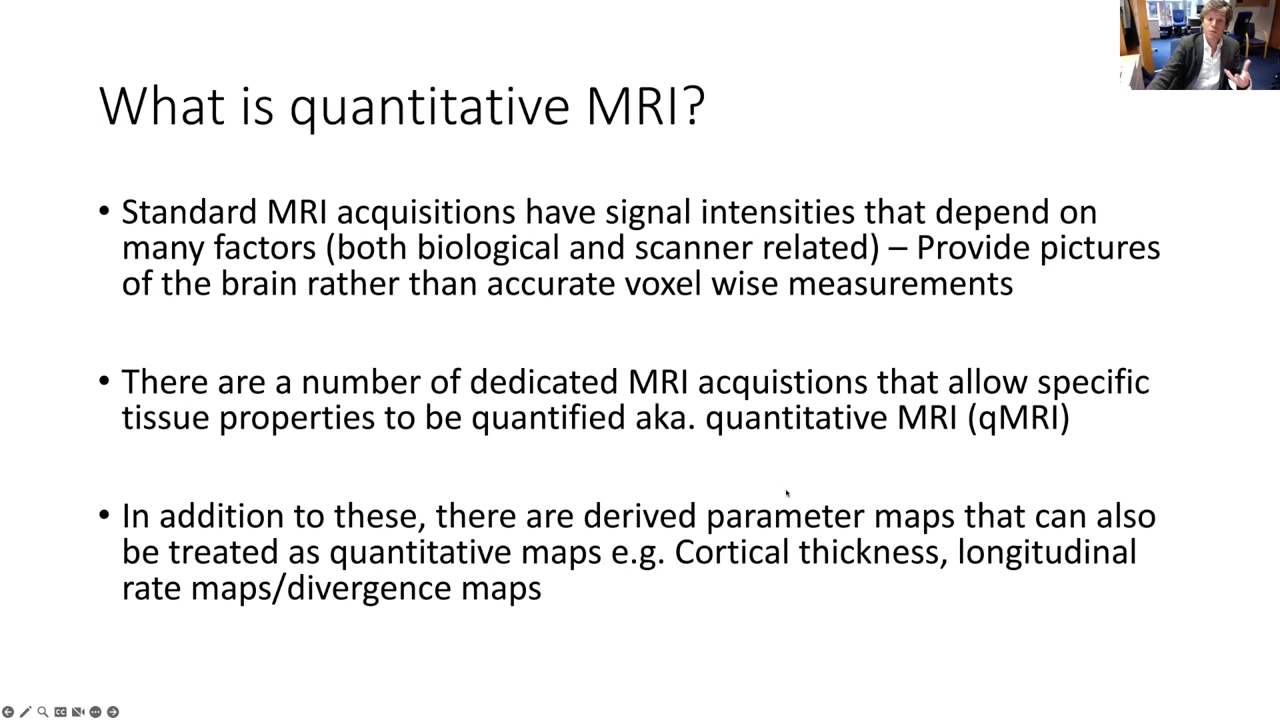 What is quantitative MRI?
• Standard MRI acquisitions have signal intensities that depend on
many factors (both biological and scanner related) – Provide pictures
of the brain rather than accurate voxel wise measurements
• There are a number of dedicated MRI acquistions that allow specific
tissue properties to be quantified aka. quantitative MRI (qMRI)
• In addition to these, there are derived parameter maps that can also
be treated as quantitative maps e.g. Cortical thickness, longitudinal
rate maps/divergence maps